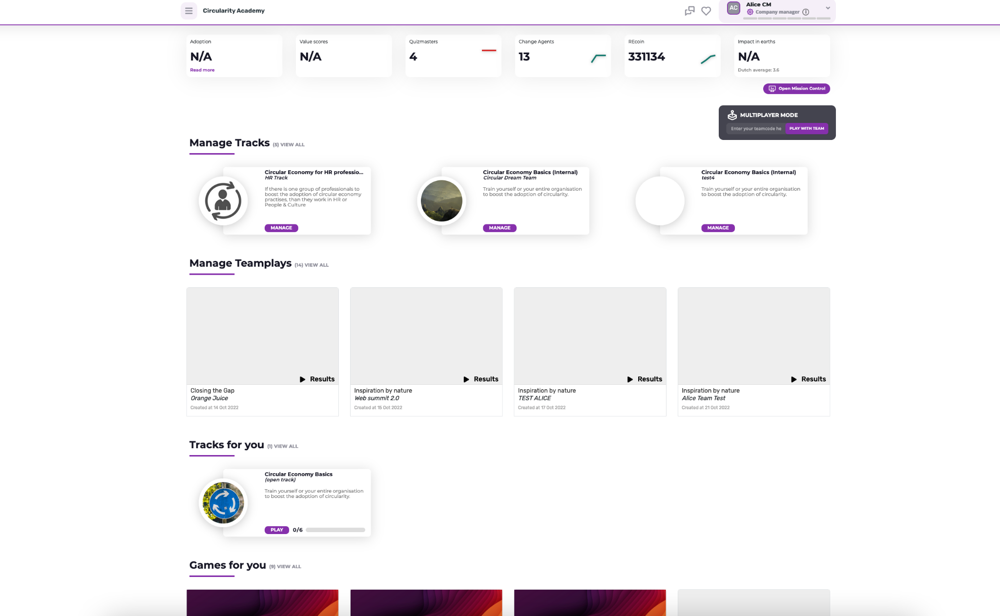 Circularity Academy
AC
Alice CM
Company manager
Adoption
N/A
Read more
Value scores
N/A
Quizmasters
4
Change Agents
13
REcoin
331134
Impact in earths
N/A
Dutch average: 3.6
Open Mission Control
MULTIPLAYER MODE
Enter your teamcode he
PLAY WITH TEAM
Manage Tracks (5) VIEW ALL
Circular Economy for HR professio...
HR Track
If there is one group of professionals to
boost the adoption of circular economy
practises, than they work in HR or
People & Culture
MANAGE
Circular Economy Basics (Internal)
Circular Dream Team
Train yourself or your entire organisation
to boost the adoption of circularity.
MANAGE
Circular Economy Basics (Internal)
test4
Train yourself or your entire organisation
to boost the adoption of circularity.
MANAGE
Manage Teamplays (14) VIEW ALL
Results
Closing the Gap
Orange Juice
Created at 14 Oct 2022
Results
Inspiration by nature
Web summit 2.0
Created at 15 Oct 2022
Results
Inspiration by nature
TEST ALICE
Created at 17 Oct 2022
Results
Inspiration by nature
Alice Team Test
Created at 21 Oct 2022
Tracks for you (1) VIEW ALL
Circular Economy Basics
(open track)
Train yourself or your entire organisation
to boost the adoption of circularity.
PLAY 0/6
Games for you (9) VIEW ALL